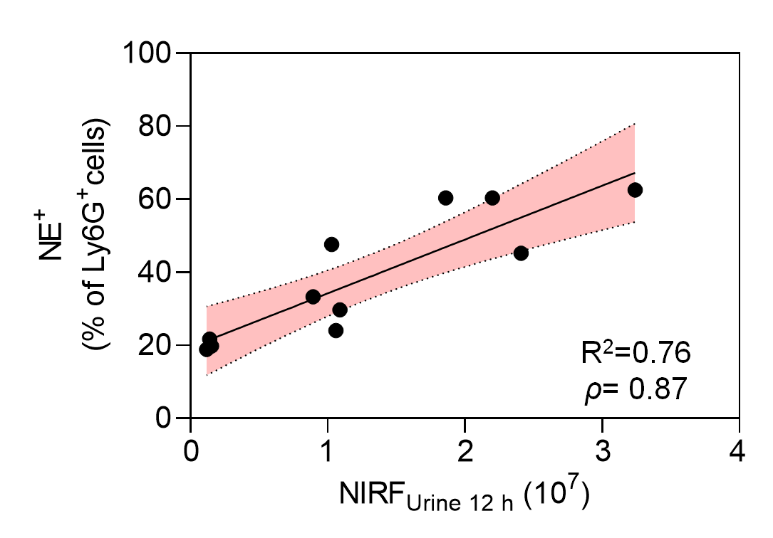 NE⁺
(% of Ly6G⁺ cells)
100
80
60
40
20
0
R²=0.76
ρ= 0.87
0 1 2 3 4
NIRF_Urine 12 h (10⁷)